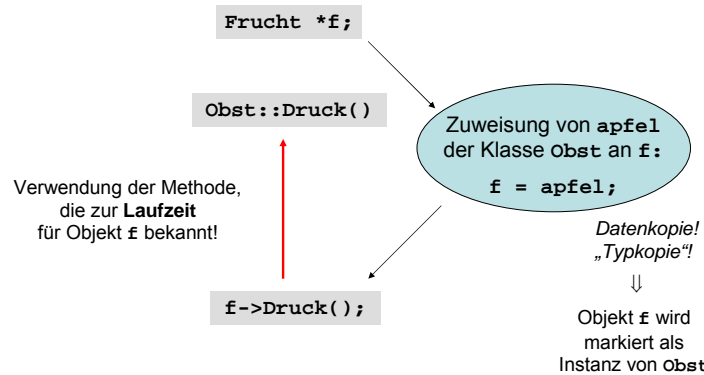 Frucht *f;
Obst::Druck()
Zuweisung von apfel
der Klasse Obst an f:
f = apfel;
Verwendung der Methode,
die zur Laufzeit
für Objekt f bekannt!
Datenkopie!
„Typkopie“!
⇓
f->Druck();
Objekt f wird
markiert als
Instanz von Obst